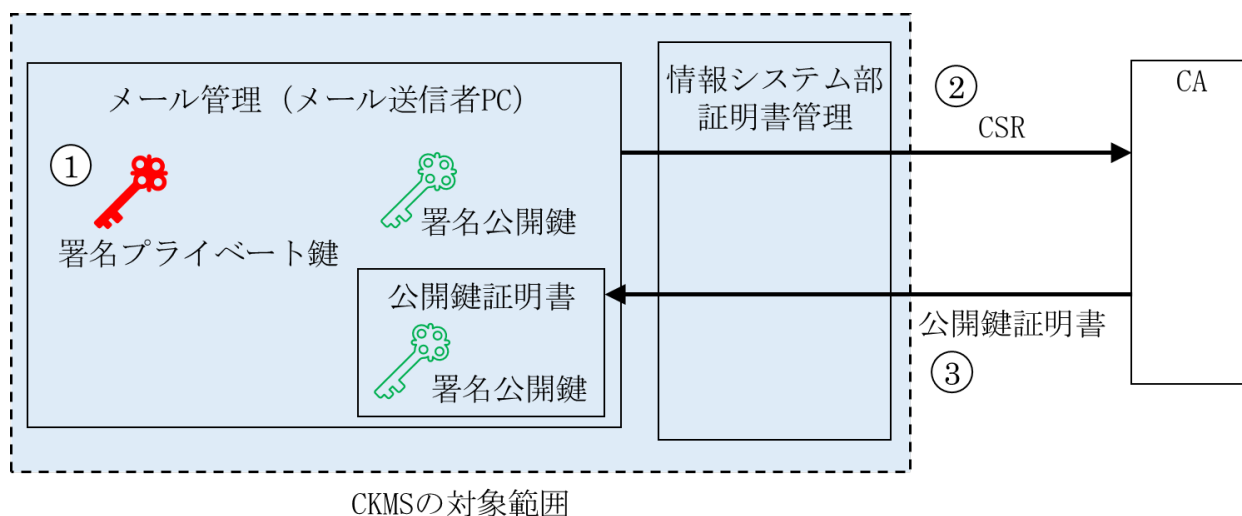 メール管理（メール送信者PC）
①
署名プライベート鍵
署名公開鍵
公開鍵証明書
署名公開鍵
情報システム部
証明書管理
②
CSR
CA
公開鍵証明書
③
CKMSの対象範囲